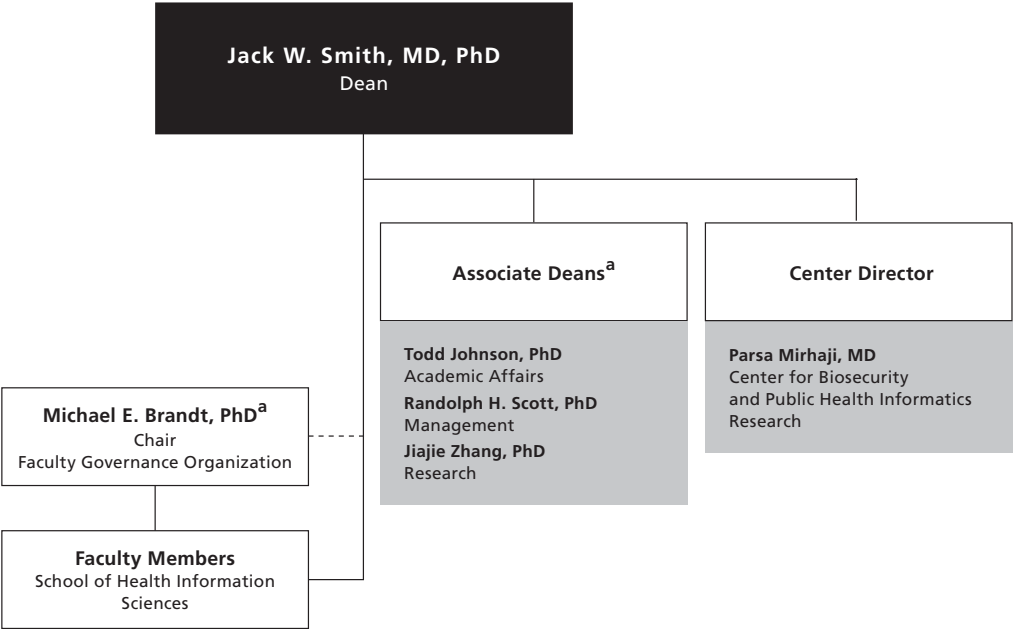 Jack W. Smith, MD, PhD
Dean
Associate Deansa
Center Director
Todd Johnson, PhD
Academic Affairs
Randolph H. Scott, PhD
Management
Jiajie Zhang, PhD
Research
Parsa Mirhaji, MD
Center for Biosecurity
and Public Health Informatics
Research
Michael E. Brandt, PhDa
Chair
Faculty Governance Organization
Faculty Members
School of Health Information
Sciences